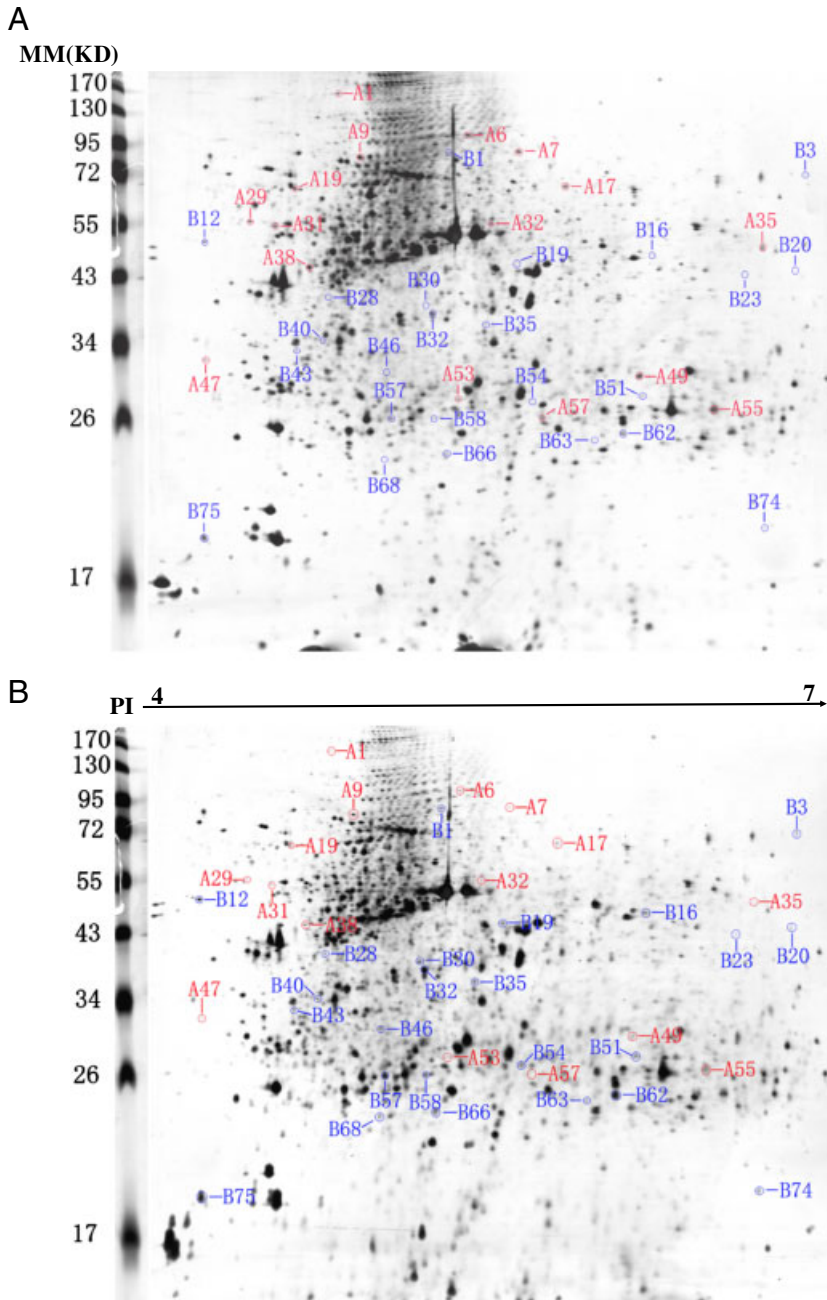 A
MM(KD)
170
130
95
72
55
43
34
26
17
A1
A9
A6
B1
A7
B3
A19
A17
A29
B12
A31
A32
B16
A35
B20
A38
B19
B23
B28
B30
B32
B35
B40
B43
B46
A47
A53
B54
B51
A49
B57
B58
A57
A55
B63
B62
B66
B68
B75
B74
B
PI 4 7
170
130
95
72
55
43
34
26
17
A1
A9
A6
A7
B1
B3
A19
A17
A29
B12
A31
A32
A35
A38
B19
B16
B23
B20
B28
B30
B32
B35
A47
B40
B43
B46
A49
A53
B54
B51
A57
A55
B57
B58
B63
B62
B66
B68
B75
B74